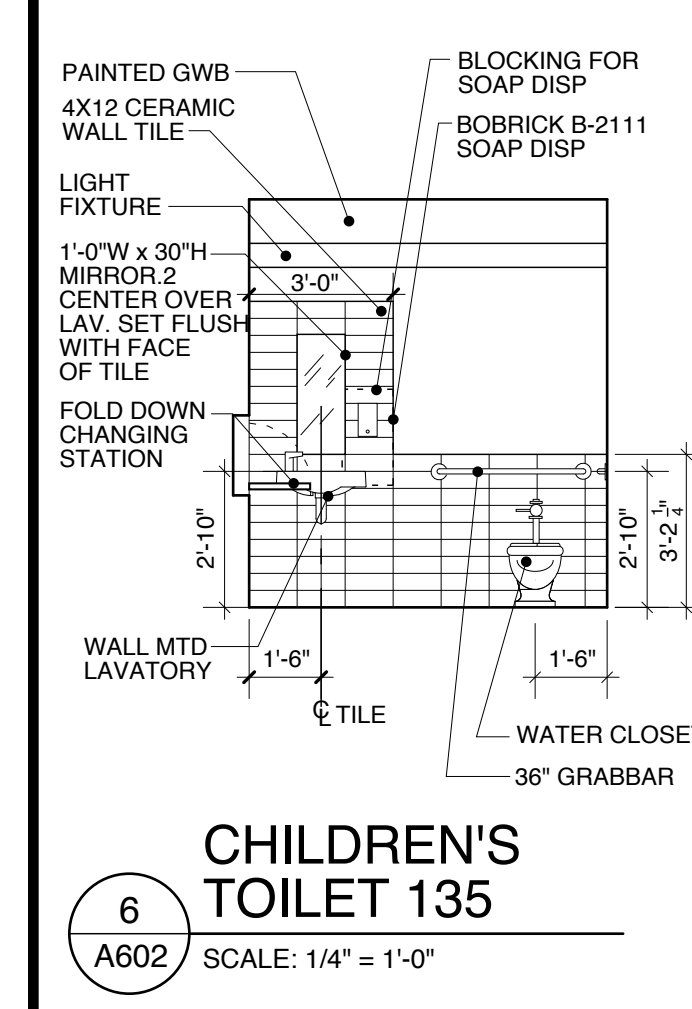 PAINTED GWB
4X12 CERAMIC
WALL TILE
LIGHT
FIXTURE
1'-0"W x 30"H
MIRROR.2
CENTER OVER
LAV. SET FLUSH
WITH FACE
OF TILE
FOLD DOWN
CHANGING
STATION
BLOCKING FOR
SOAP DISP
BOBRICK B-2111
SOAP DISP
3'-0"
2'-10"
2'-10"
3'-2 1/4"
WALL MTD
LAVATORY
1'-6"
1'-6"
℄ TILE
WATER CLOSET
36" GRABBAR
CHILDREN'S
TOILET 135
6
A602
SCALE: 1/4" = 1'-0"